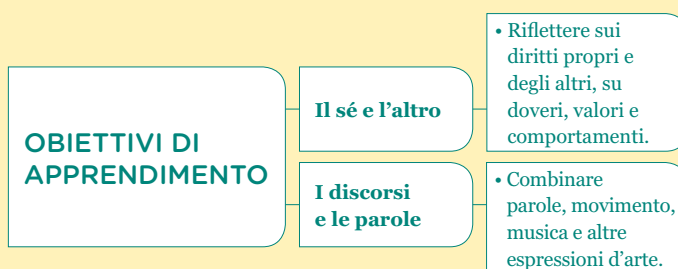 OBIETTIVI DI
APPRENDIMENTO
Il sé e l’altro
• Riflettere sui
diritti propri e
degli altri, su
doveri, valori e
comportamenti.
I discorsi
e le parole
• Combinare
parole, movimento,
musica e altre
espressioni d’arte.